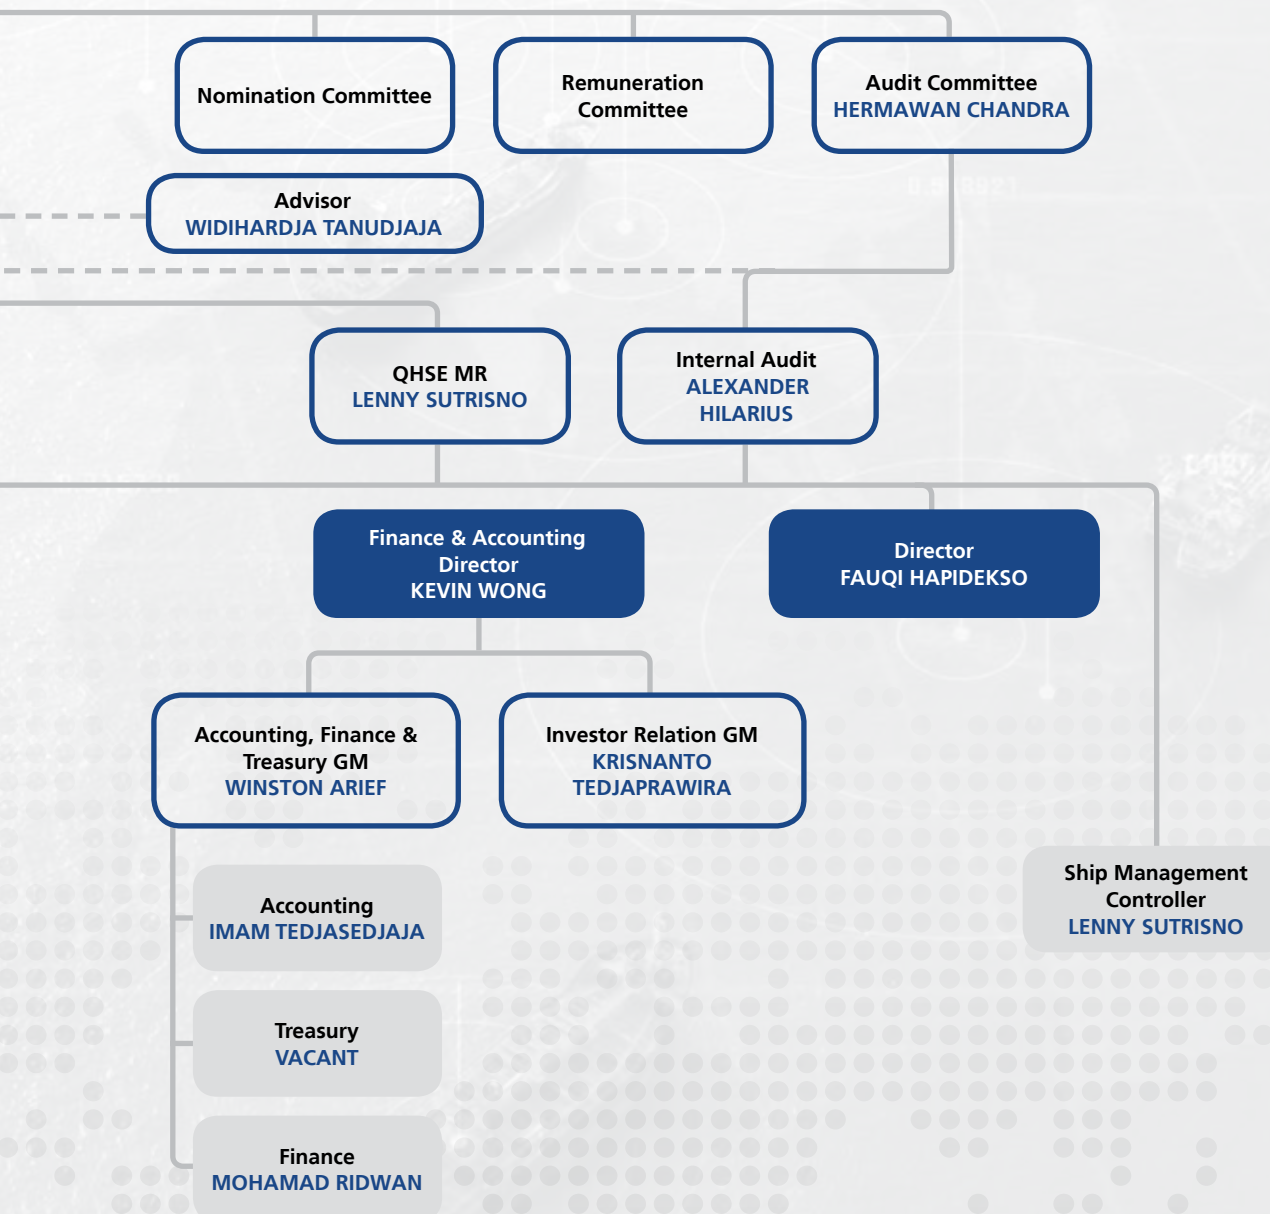 Nomination Committee
Remuneration
Committee
Audit Committee
HERMAWAN CHANDRA
Advisor
WIDIHARDJA TANUDJAJA
QHSE MR
LENNY SUTRISNO
Internal Audit
ALEXANDER
HILARIUS
Finance & Accounting
Director
KEVIN WONG
Director
FAUQI HAPIDEKSO
Accounting, Finance &
Treasury GM
WINSTON ARIEF
Investor Relation GM
KRISNANTO
TEDJAPRAWIRA
Ship Management
Controller
LENNY SUTRISNO
Accounting
IMAM TEDJASEDJAJA
Treasury
VACANT
Finance
MOHAMAD RIDWAN